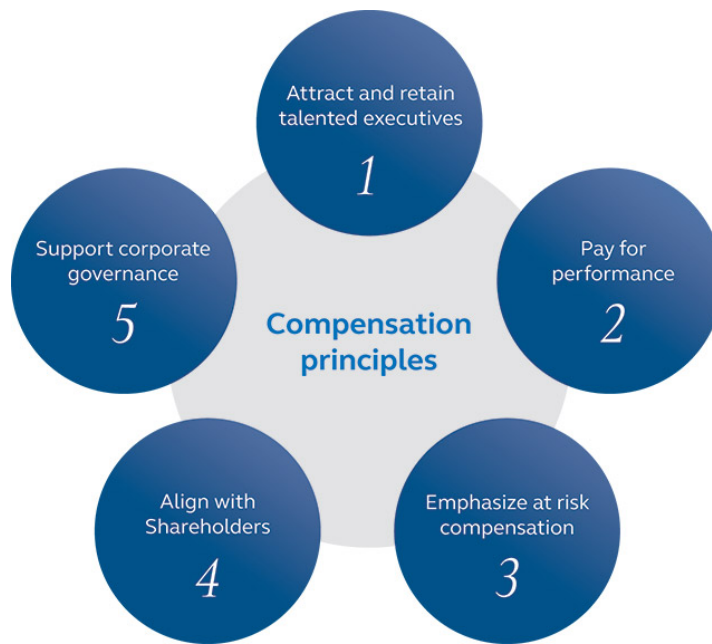 Attract and retain
talented executives
1
Pay for
performance
2
Emphasize at risk
compensation
3
Align with
Shareholders
4
Support corporate
governance
5
Compensation
principles